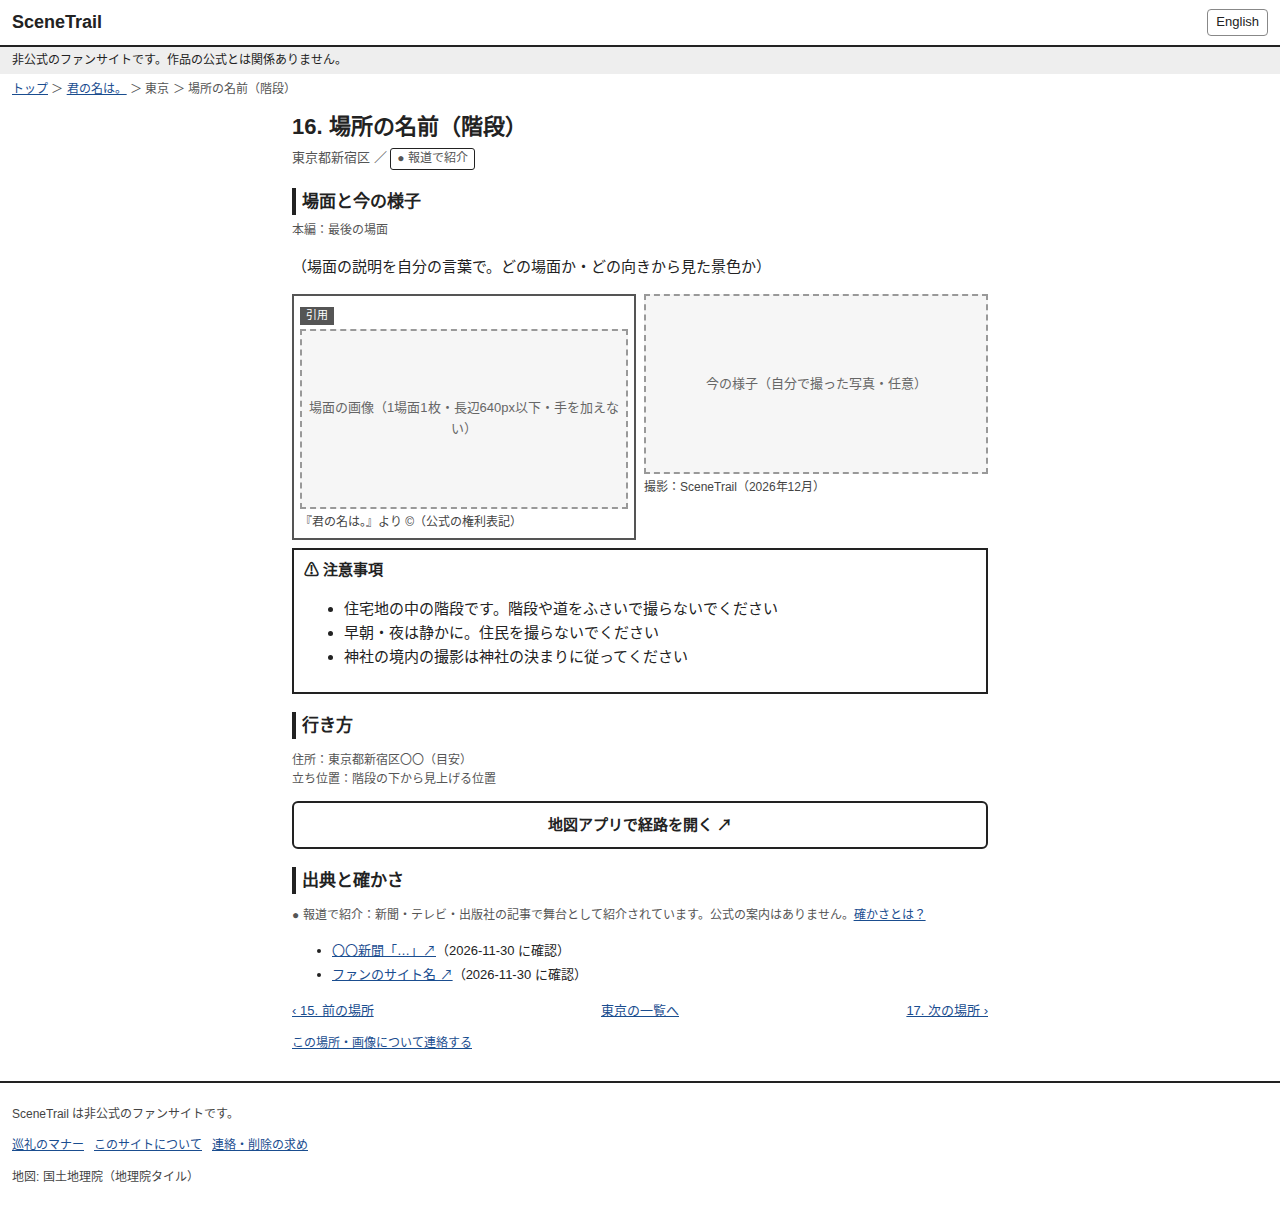 SceneTrail
English
非公式のファンサイトです。作品の公式とは関係ありません。
トップ ＞ 君の名は。 ＞ 東京 ＞ 場所の名前（階段）
16. 場所の名前（階段）
東京都新宿区 ／ ● 報道で紹介
場面と今の様子
本編：最後の場面
（場面の説明を自分の言葉で。どの場面か・どの向きから見た景色か）
引用
場面の画像（1場面1枚・長辺640px以下・手を加えな
い）
『君の名は。』より ©（公式の権利表記）
今の様子（自分で撮った写真・任意）
撮影：SceneTrail（2026年12月）
⚠ 注意事項
• 住宅地の中の階段です。階段や道をふさいで撮らないでください
• 早朝・夜は静かに。住民を撮らないでください
• 神社の境内の撮影は神社の決まりに従ってください
行き方
住所：東京都新宿区〇〇（目安）
立ち位置：階段の下から見上げる位置
地図アプリで経路を開く ↗
出典と確かさ
● 報道で紹介：新聞・テレビ・出版社の記事で舞台として紹介されています。公式の案内はありません。確かさとは？
• 〇〇新聞「…」↗（2026-11-30 に確認）
• ファンのサイト名 ↗（2026-11-30 に確認）
‹ 15. 前の場所
東京の一覧へ
17. 次の場所 ›
この場所・画像について連絡する
SceneTrail は非公式のファンサイトです。
巡礼のマナー このサイトについて 連絡・削除の求め
地図: 国土地理院（地理院タイル）